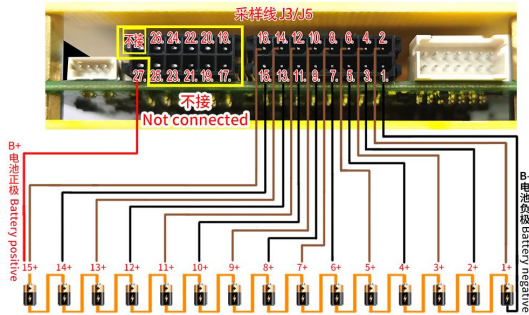 采样线 J3/J5
不接 26. 24. 22. 20. 18. 16. 14. 12. 10. 8. 6. 4. 2.
27. 25. 23. 21. 19. 17. 15. 13. 11. 9. 7. 5. 3. 1.
不接
Not connected
B+
电池正极 Battery positive
B-
电池负极 Battery negative
15+ 14+ 13+ 12+ 11+ 10+ 9+ 8+ 7+ 6+ 5+ 4+ 3+ 2+ 1+